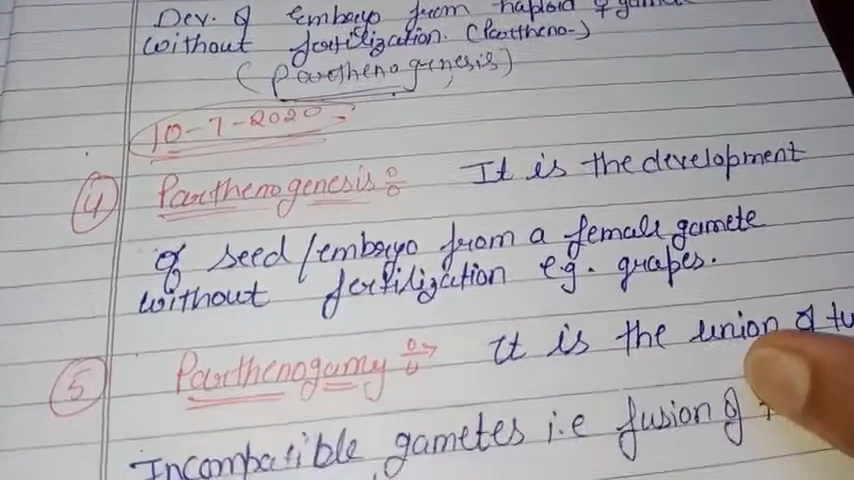 Dev. of embryo from haploid ♀
without fertilization. (Partheno-)
(Parthenogenesis)
10-7-2020
4 Parthenogenesis:- It is the development
of seed/embryo from a female gamete
without fertilization e.g. grapes.
5 Parthenogamy:→ It is the union of
Incompatible gametes i.e fusion of